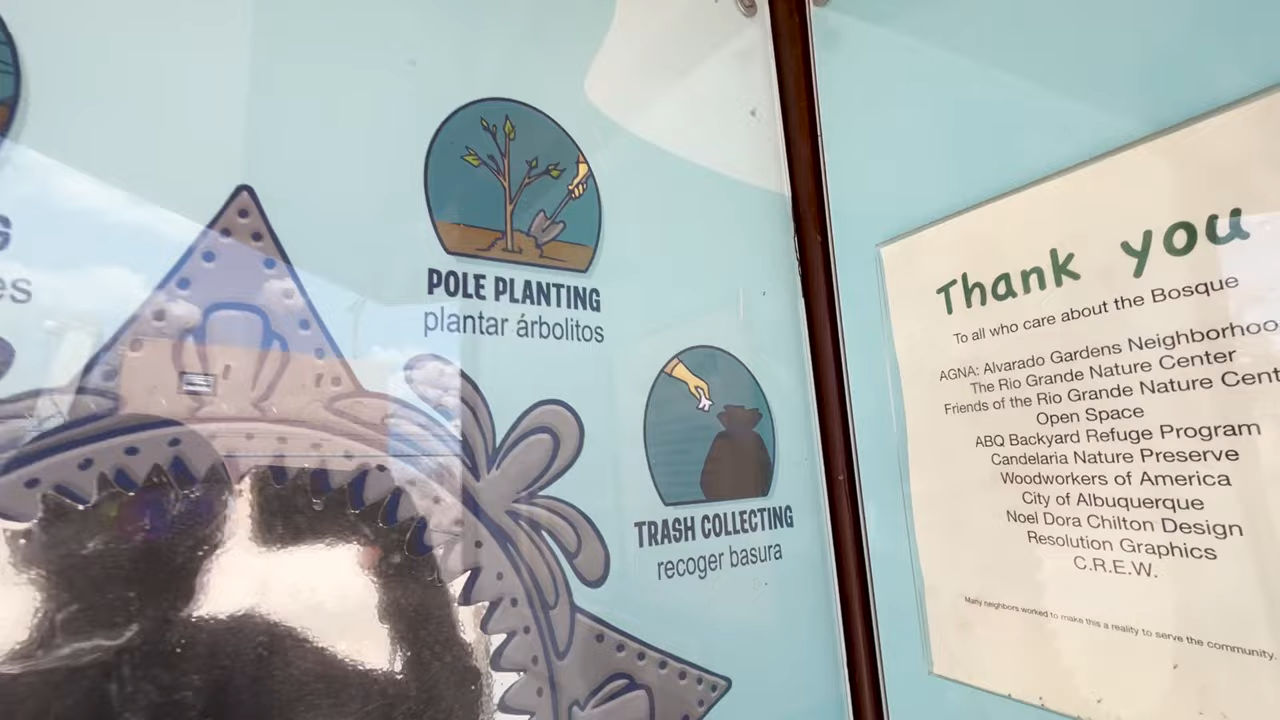 POLE PLANTING
plantar árbolitos
TRASH COLLECTING
recoger basura
Thank you
To all who care about the Bosque
AGNA: Alvarado Gardens Neighborhoo
The Rio Grande Nature Center
Friends of the Rio Grande Nature Cent
Open Space
ABQ Backyard Refuge Program
Candelaria Nature Preserve
Woodworkers of America
City of Albuquerque
Noel Dora Chilton Design
Resolution Graphics
C.R.E.W.
Many neighbors worked to make this a reality to serve the community.